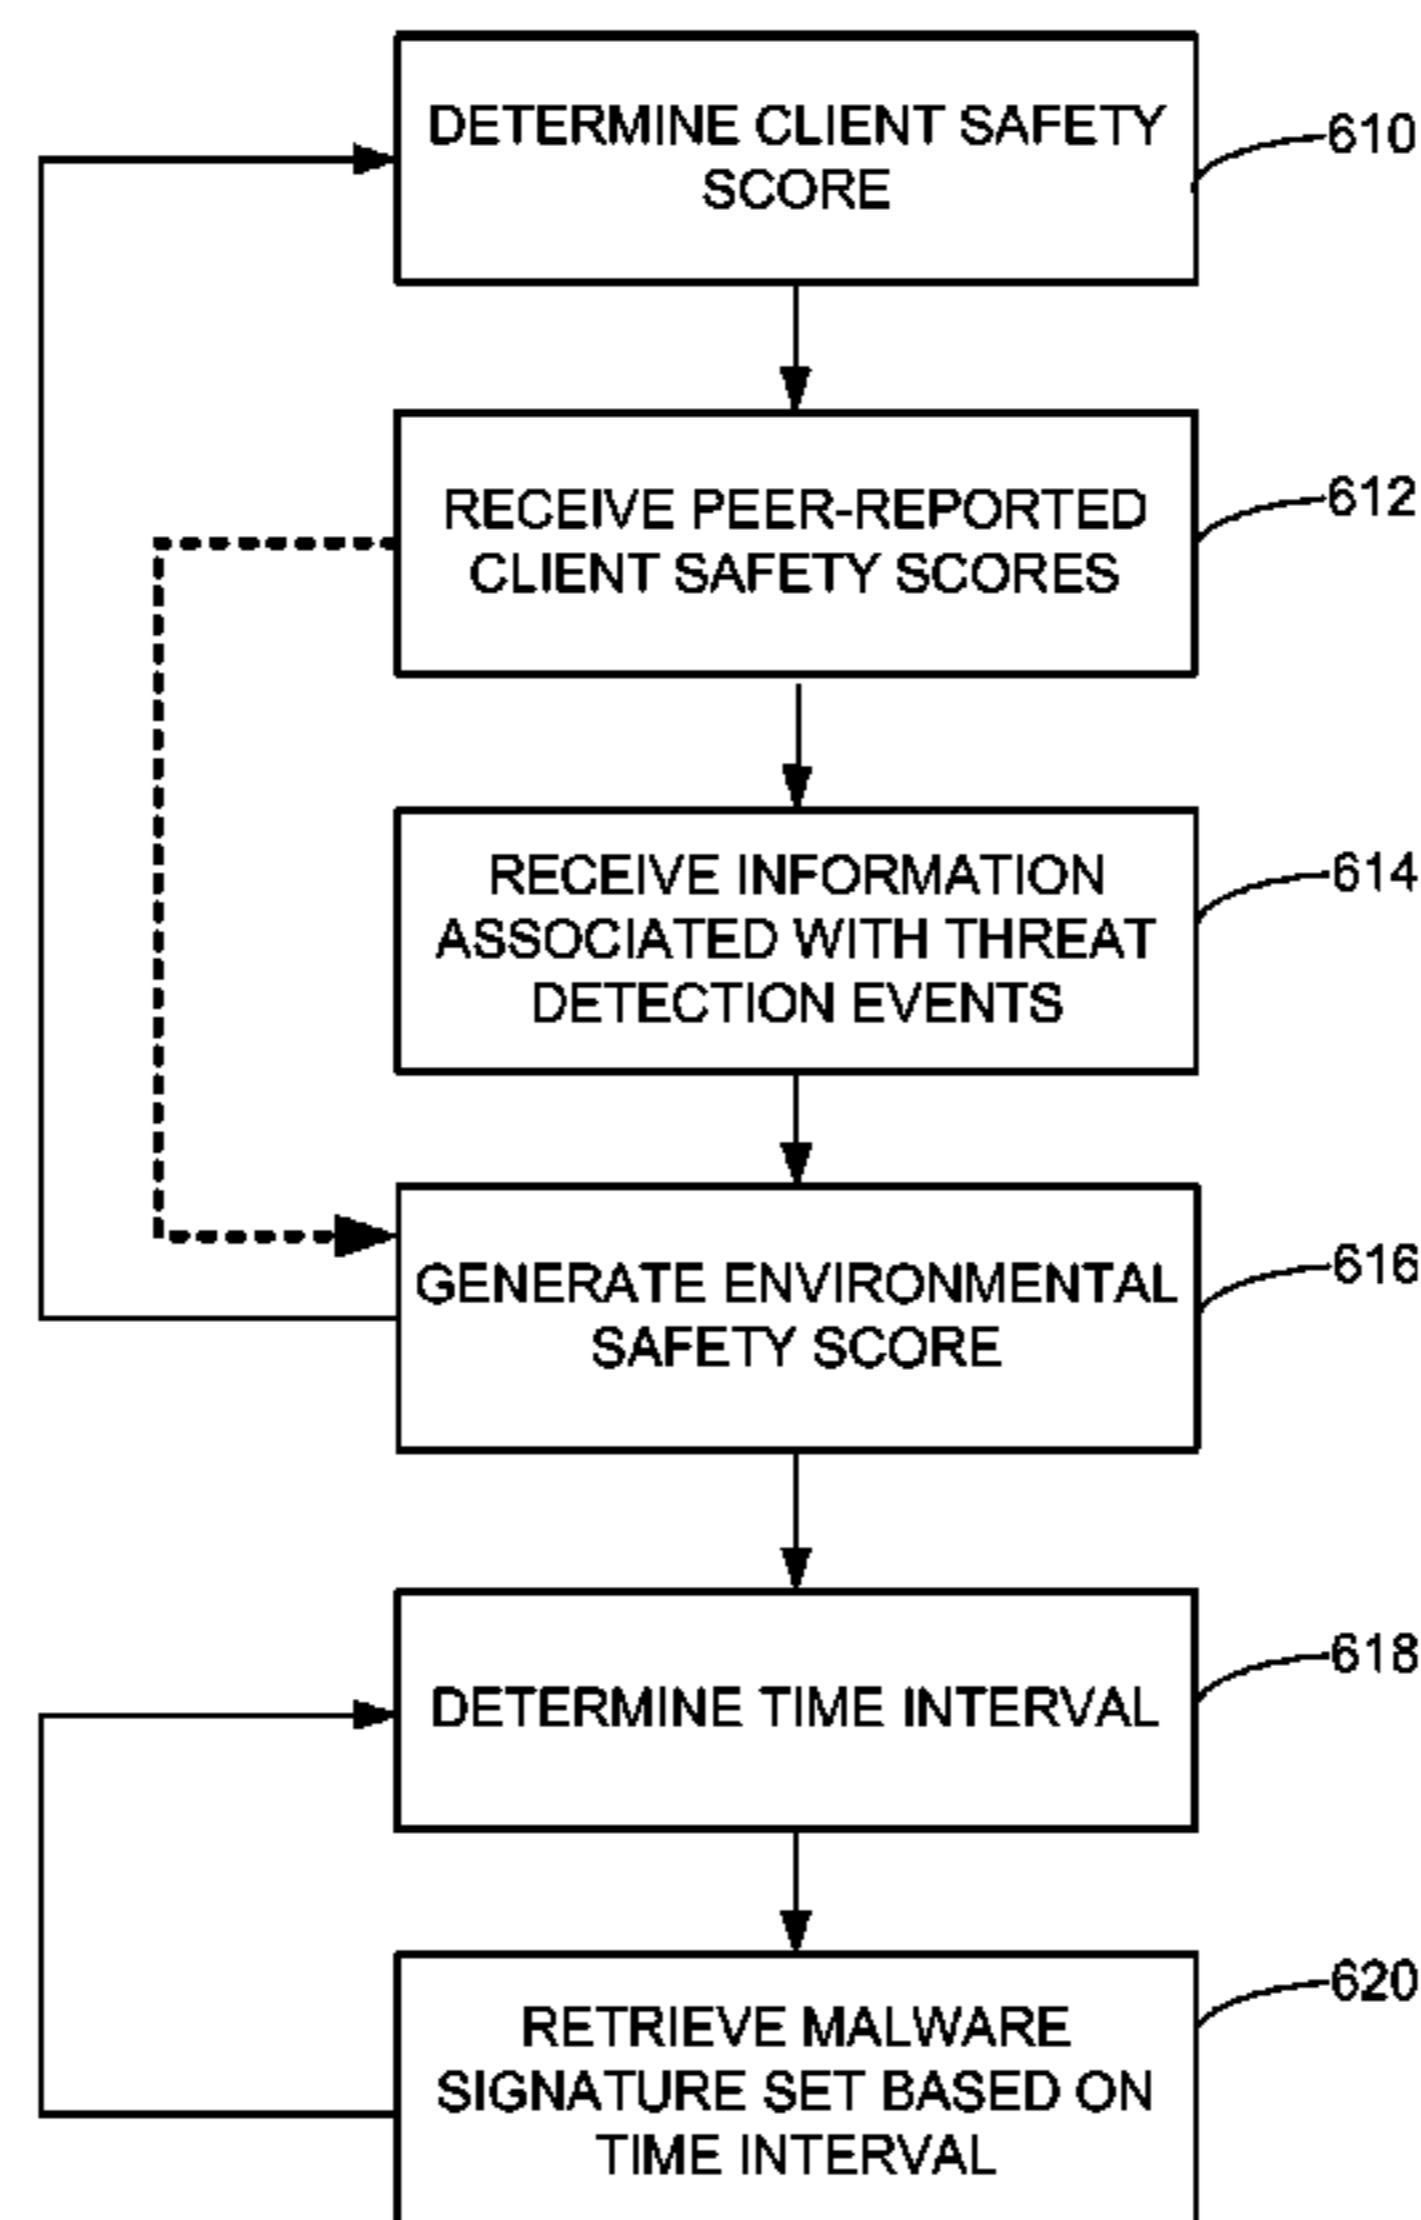 DETERMINE CLIENT SAFETY
SCORE
610
RECEIVE PEER-REPORTED
CLIENT SAFETY SCORES
612
RECEIVE INFORMATION
ASSOCIATED WITH THREAT
DETECTION EVENTS
614
GENERATE ENVIRONMENTAL
SAFETY SCORE
616
DETERMINE TIME INTERVAL
618
RETRIEVE MALWARE
SIGNATURE SET BASED ON
TIME INTERVAL
620